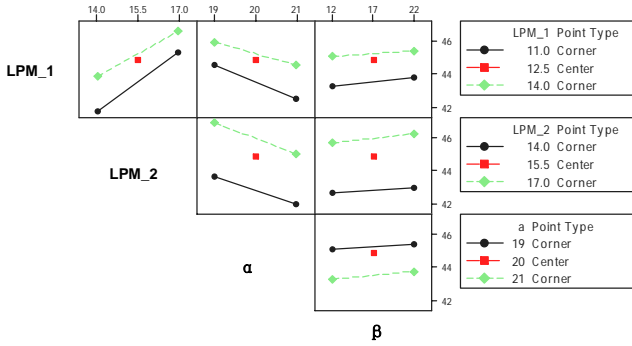 14.0 15.5 17.0 19 20 21 12 17 22
LPM_1
46
44
42
LPM_1 Point Type
11.0 Corner
12.5 Center
14.0 Corner
LPM_2
46
44
42
LPM_2 Point Type
14.0 Corner
15.5 Center
17.0 Corner
α
46
44
42
a Point Type
19 Corner
20 Center
21 Corner
β